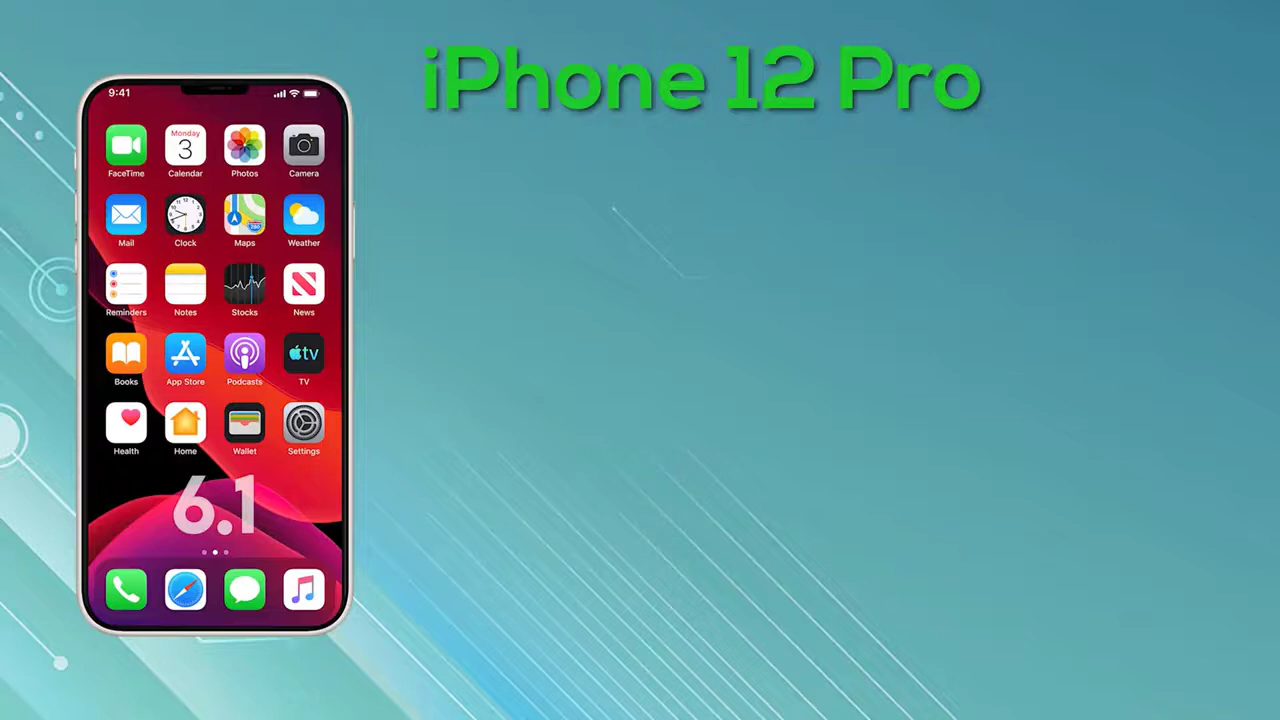 iPhone 12 Pro
9:41
Monday
3
FaceTime Calendar Photos Camera
Mail Clock Maps Weather
Reminders Notes Stocks News
tv
Books App Store Podcasts TV
Health Home Wallet Settings
6.1